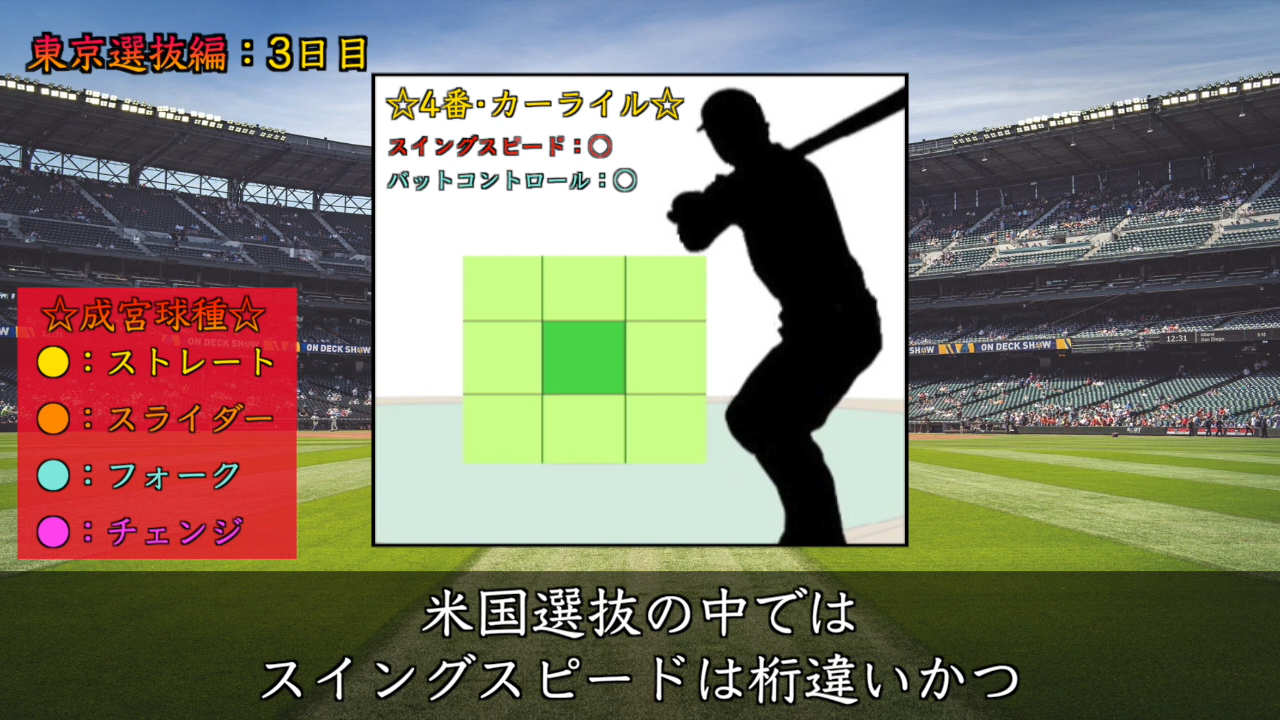 東京選抜編：3日目
☆4番・カーライル☆
スイングスピード：◎
バットコントロール：◎
☆成宮球種☆
：ストレート
：スライダー
：フォーク
：チェンジ
ON DECK SHOW
ON DECK SHOW
12:31
米国選抜の中では
スイングスピードは桁違いかつ